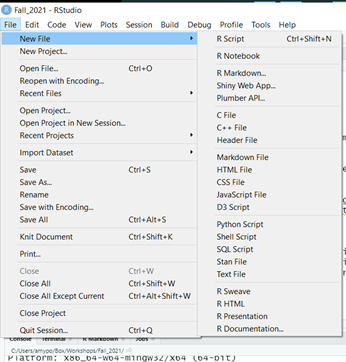 Fall_2021 - RStudio
File Edit Code View Plots Session Build Debug Profile Tools Help
New File
New Project...
Open File... Ctrl+O
Reopen with Encoding...
Recent Files
Open Project...
Open Project in New Session...
Recent Projects
Import Dataset
Save Ctrl+S
Save As...
Rename
Save with Encoding...
Save All Ctrl+Alt+S
Knit Document Ctrl+Shift+K
Print...
Close Ctrl+W
Close All Ctrl+Shift+W
Close All Except Current Ctrl+Alt+Shift+W
Close Project
Quit Session... Ctrl+Q
R Script Ctrl+Shift+N
R Notebook
R Markdown...
Shiny Web App...
Plumber API...
C File
C++ File
Header File
Markdown File
HTML File
CSS File
JavaScript File
D3 Script
Python Script
Shell Script
SQL Script
Stan File
Text File
R Sweave
R HTML
R Presentation
R Documentation...
Console Terminal R Markdown Jobs
C:/Users/amypo/Box/Workshops/Fall_2021/
Platform: x86_64-w64-mingw32/x64 (64-bit)